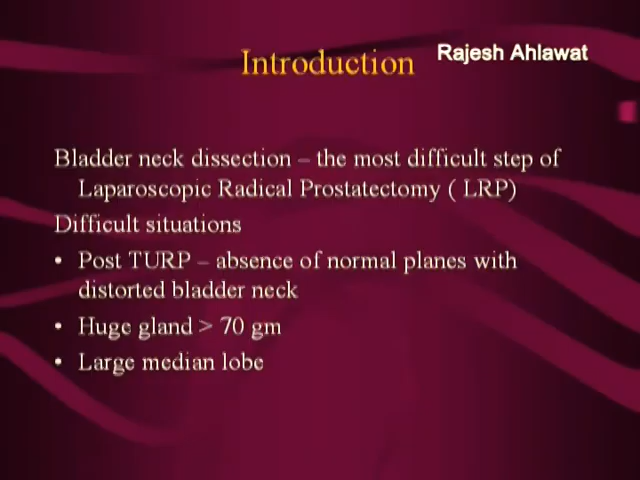 Introduction
Rajesh Ahlawat
Bladder neck dissection – the most difficult step of
Laparoscopic Radical Prostatectomy ( LRP)
Difficult situations
• Post TURP – absence of normal planes with
distorted bladder neck
• Huge gland > 70 gm
• Large median lobe